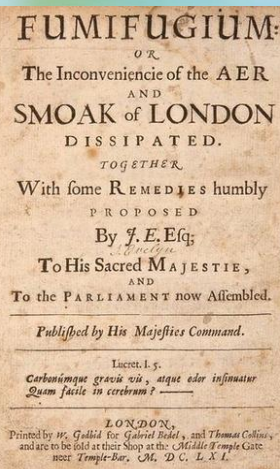 FUMIFUGIUM:
OR
The Inconveniencie of the AER
AND
SMOAK of LONDON
DISSIPATED.
TOGETHER
With some REMEDIES humbly
PROPOSED
By J. E. Esq;
J. Evelyn
To His Sacred MAJESTIE,
AND
To the PARLIAMENT now Assembled.
Published by His Majesties Command.
Lucret. l. 5.
Carbonúmque gravis vis, atque odor insinuatur
Quam facile in cerebrum ?
LONDON,
Printed by W. Godbid for Gabriel Bedel, and Thomas Collins,
and are to be sold at their Shop at the Middle Temple Gate
neer Temple-Bar. M. DC. LXI.